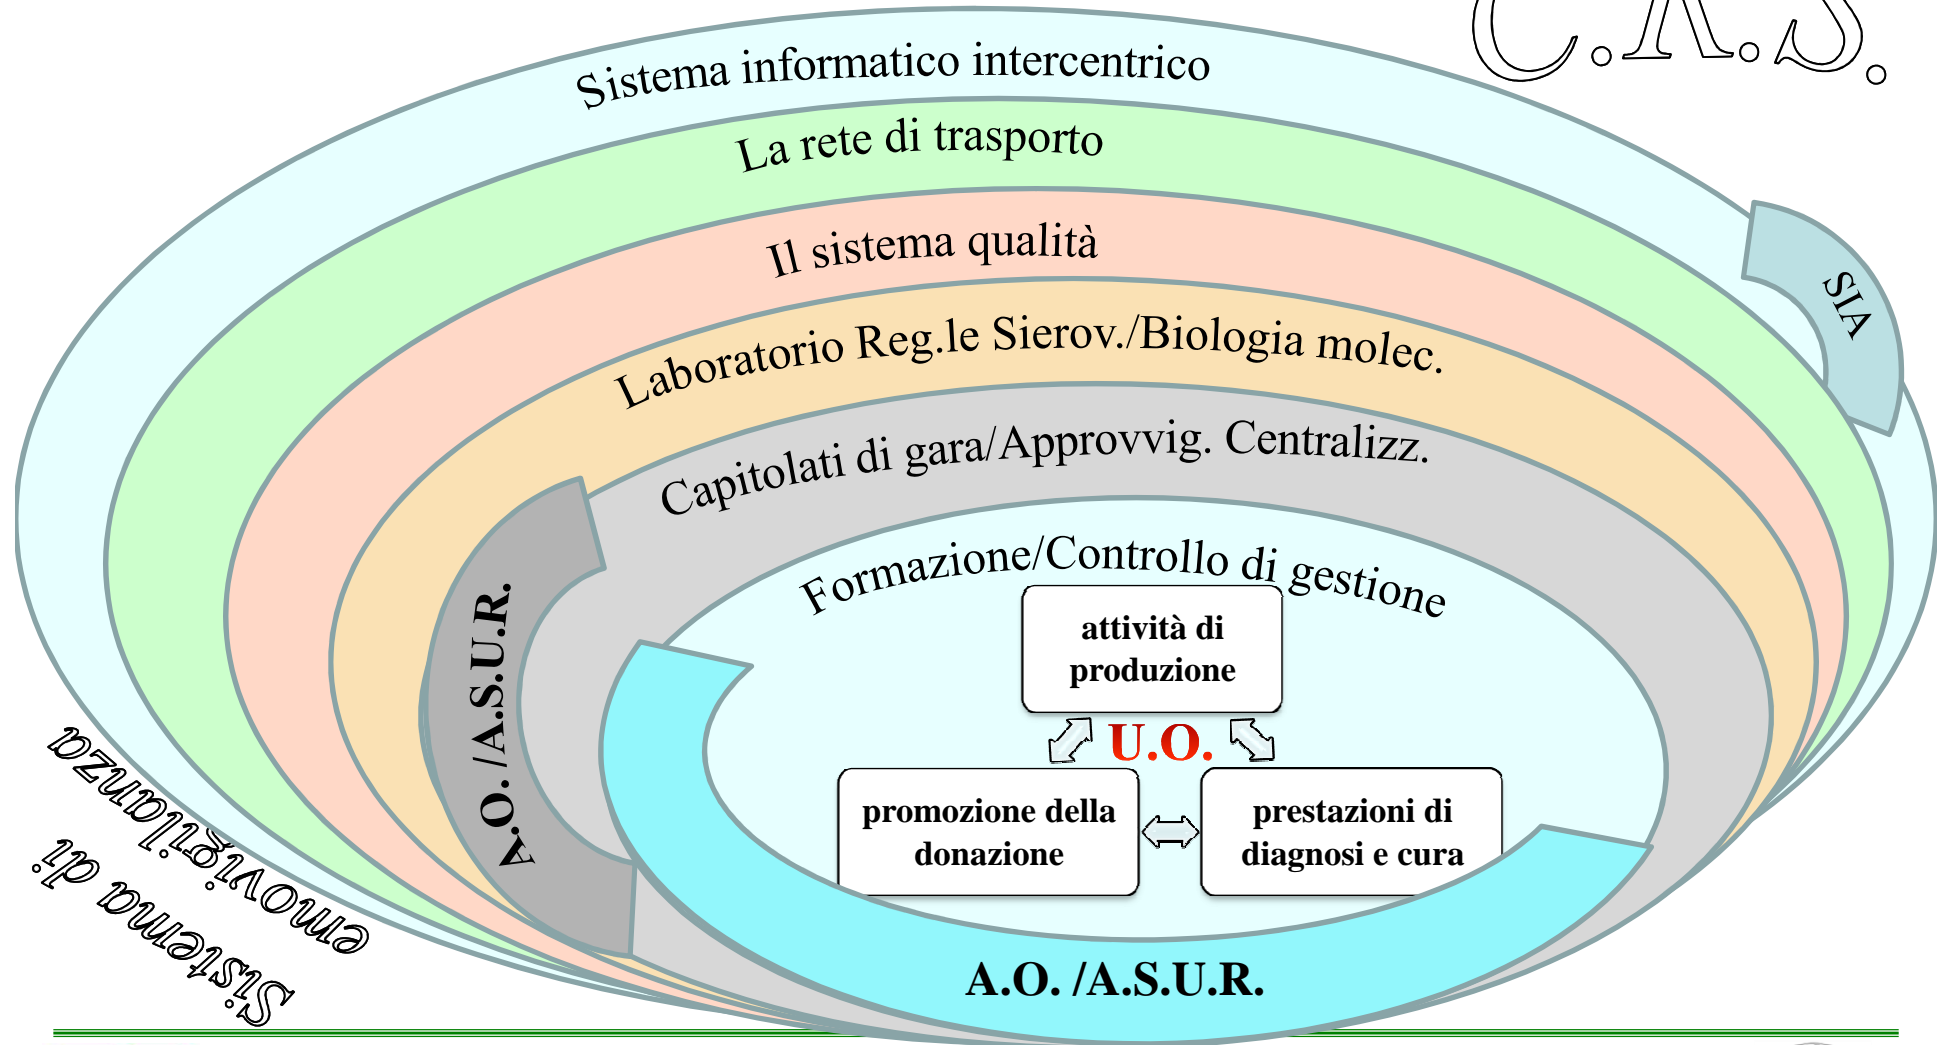 C.R.S.
Sistema informatico intercentrico
La rete di trasporto
Il sistema qualità
SIA
Laboratorio Reg.le Sierov./Biologia molec.
Capitolati di gara/Approvvig. Centralizz.
Formazione/Controllo di gestione
attività di
produzione
A.O. /A.S.U.R.
U.O.
promozione della
donazione
prestazioni di
diagnosi e cura
A.O. /A.S.U.R.
Sistema di
emovigilanza